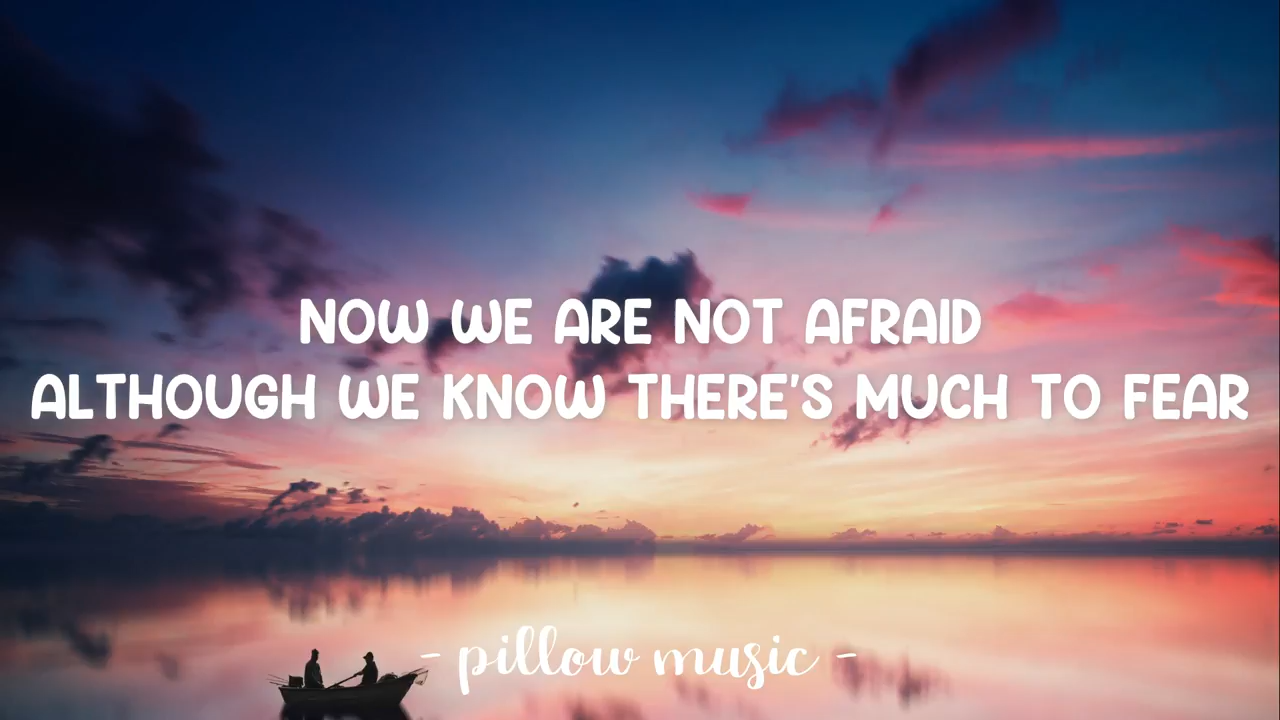 NOW WE ARE NOT AFRAID
ALTHOUGH WE KNOW THERE'S MUCH TO FEAR
- pillow music -